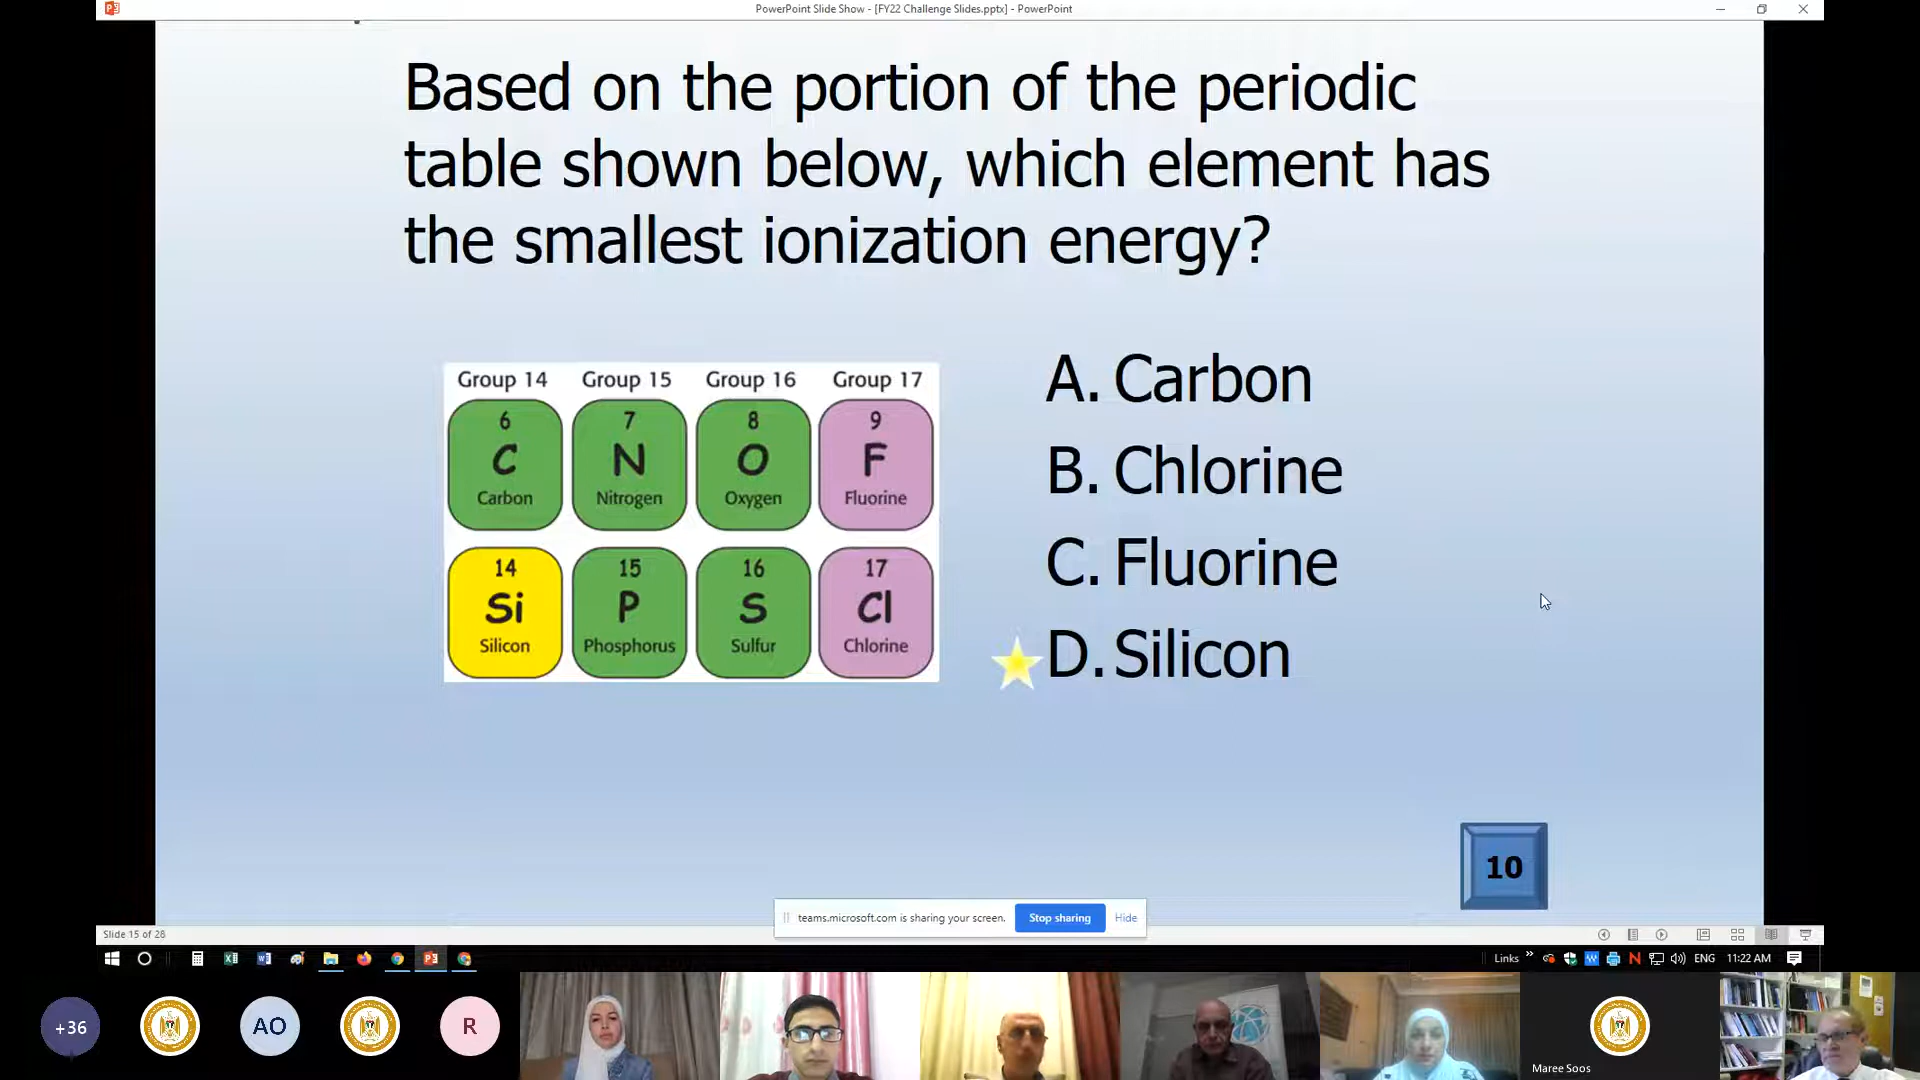 PowerPoint Slide Show - [FY22 Challenge Slides.pptx] - PowerPoint
Based on the portion of the periodic
table shown below, which element has
the smallest ionization energy?
Group 14 Group 15 Group 16 Group 17
6 7 8 9
C N O F
Carbon Nitrogen Oxygen Fluorine
14 15 16 17
Si P S Cl
Silicon Phosphorus Sulfur Chlorine
A. Carbon
B. Chlorine
C. Fluorine
D. Silicon
10
teams.microsoft.com is sharing your screen. Stop sharing Hide
Slide 15 of 28
Links ENG 11:22 AM
+36 AO R
Maree Soos